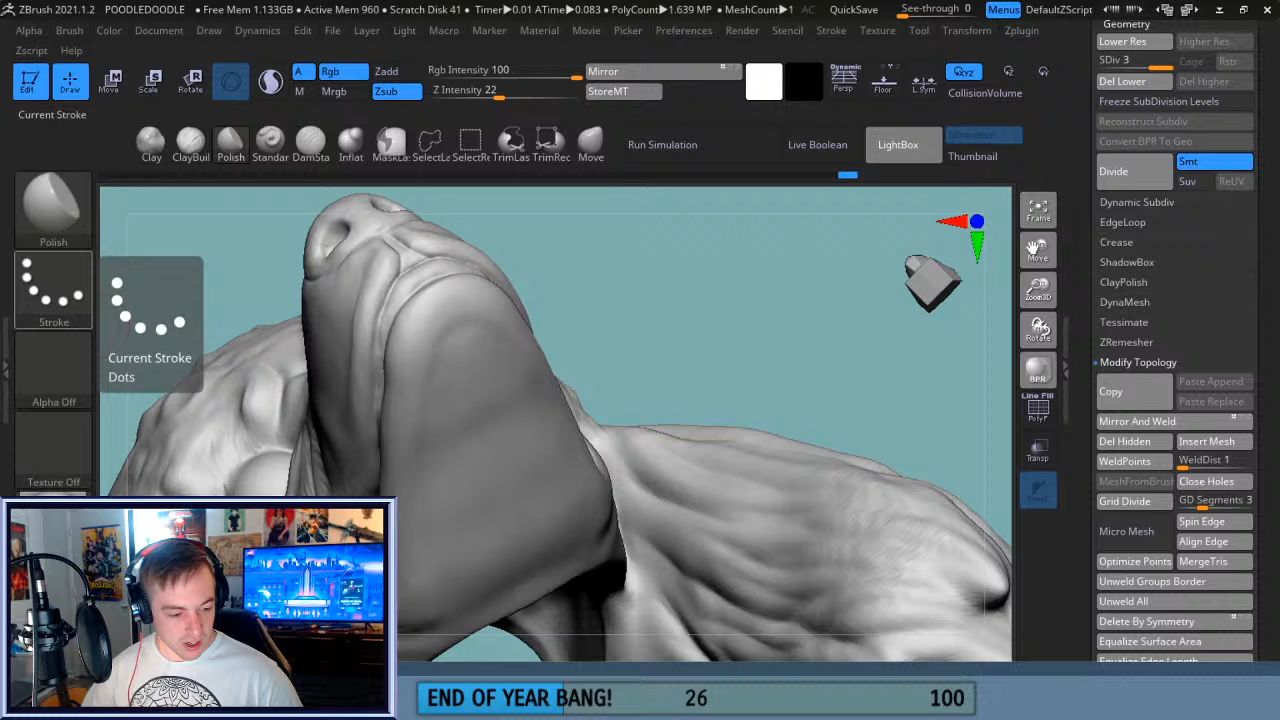 ZBrush 2021.1.2 POODLEDOODLE • Free Mem 1.133GB • Active Mem 960 • Scratch Disk 41 • Timer▶0.01 ATime▶0.083 • PolyCount▶1.639 MP • MeshCount▶1 AC QuickSave See-through 0 Menus DefaultZScript
Alpha Brush Color Document Draw Dynamics Edit File Layer Light Macro Marker Material Movie Picker Preferences Render Stencil Stroke Texture Tool Transform Zplugin
Zscript Help
Edit Draw Move Scale Rotate A Rgb Zadd Rgb Intensity 100 Mirror Dynamic Persp Floor L.Sym XYZ
M Mrgb Zsub Z Intensity 22 StoreMT CollisionVolume
Current Stroke
Clay ClayBuil Polish Standar DamSta Inflat MaskLa SelectLa SelectRe TrimLas TrimRec Move Run Simulation Live Boolean LightBox
Thumbnail
Polish
Stroke
Current Stroke
Dots
Alpha Off
Texture Off
Frame
Move
Zoom3D
Rotate
BPR
Line Fill
PolyF
Transp
Geometry
Lower Res Higher Res
SDiv 3 Cage Rstr
Del Lower Del Higher
Freeze SubDivision Levels
Reconstruct Subdiv
Convert BPR To Geo
Divide Smt
Suv ReUV
Dynamic Subdiv
EdgeLoop
Crease
ShadowBox
ClayPolish
DynaMesh
Tessimate
ZRemesher
Modify Topology
Copy Paste Append
Paste Replace
Mirror And Weld
Del Hidden Insert Mesh
WeldPoints WeldDist 1
MeshFromBrus Close Holes
Grid Divide GD Segments 3
Micro Mesh Spin Edge
Align Edge
Optimize Points MergeTris
Unweld Groups Border
Unweld All
Delete By Symmetry
Equalize Surface Area
END OF YEAR BANG! 26 100